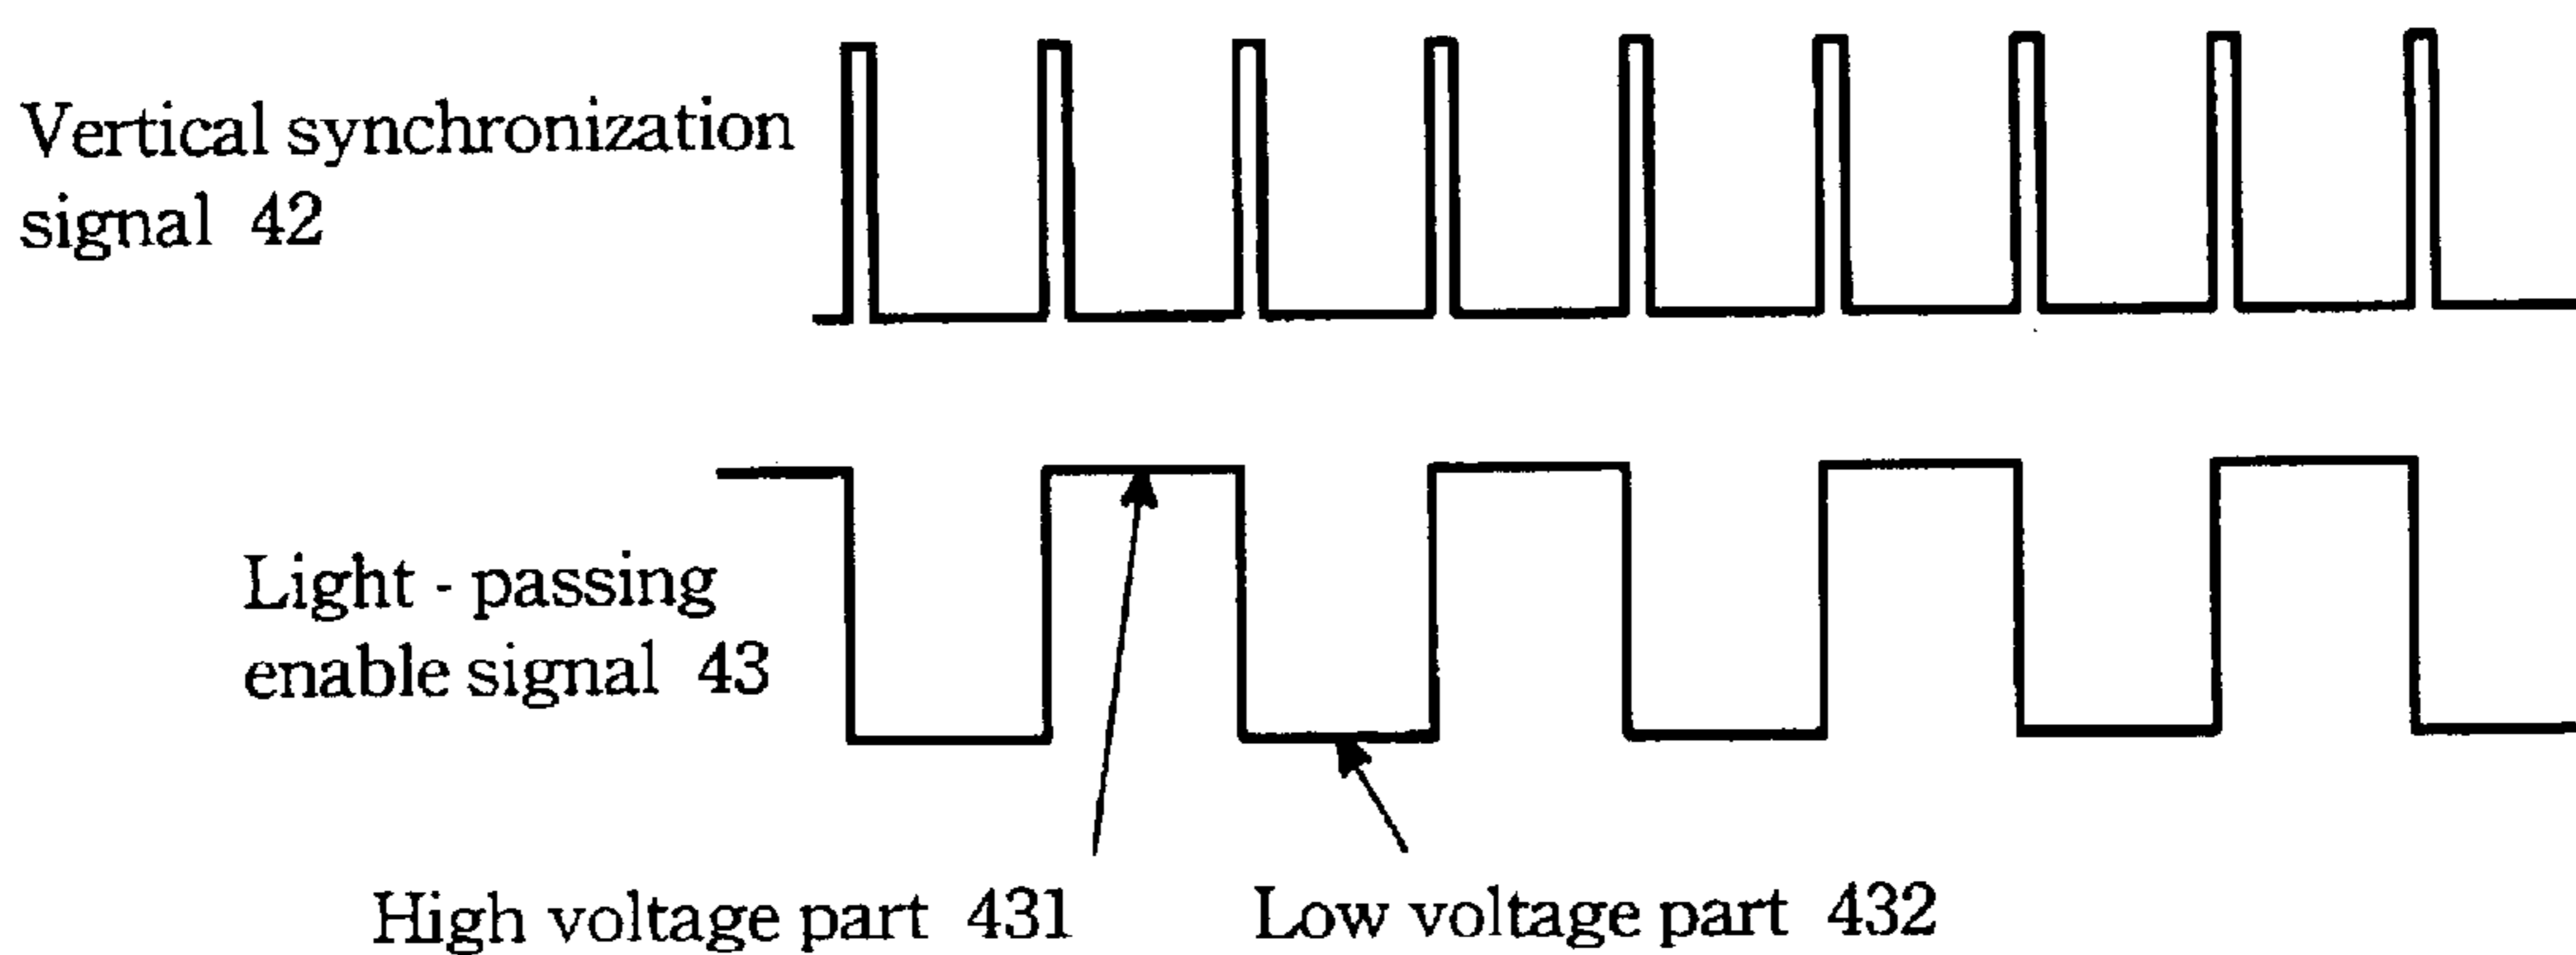 Vertical synchronization
signal 42
Light - passing
enable signal 43
High voltage part 431
Low voltage part 432